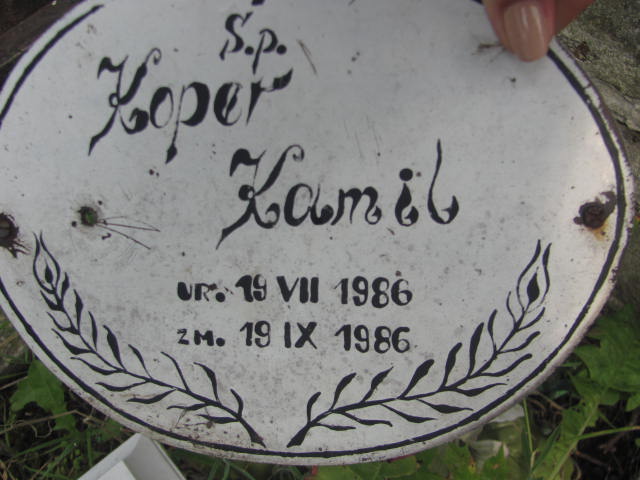 Ś.p.
Koper
Kamil
ur. 19 VII 1986
zm. 19 IX 1986